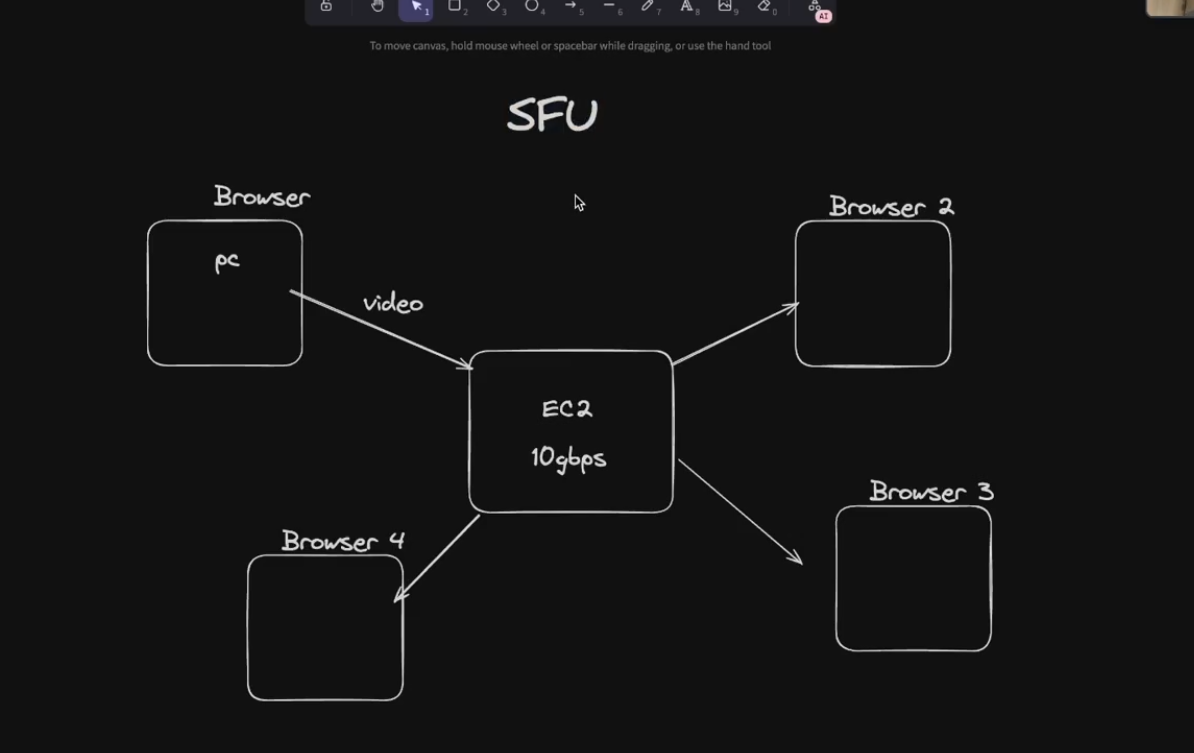 1
2
3
4
5
6
7
8
9
0
AI
To move canvas, hold mouse wheel or spacebar while dragging, or use the hand tool
SFU
Browser
Browser 2
pc
video
EC2
10gbps
Browser 3
Browser 4